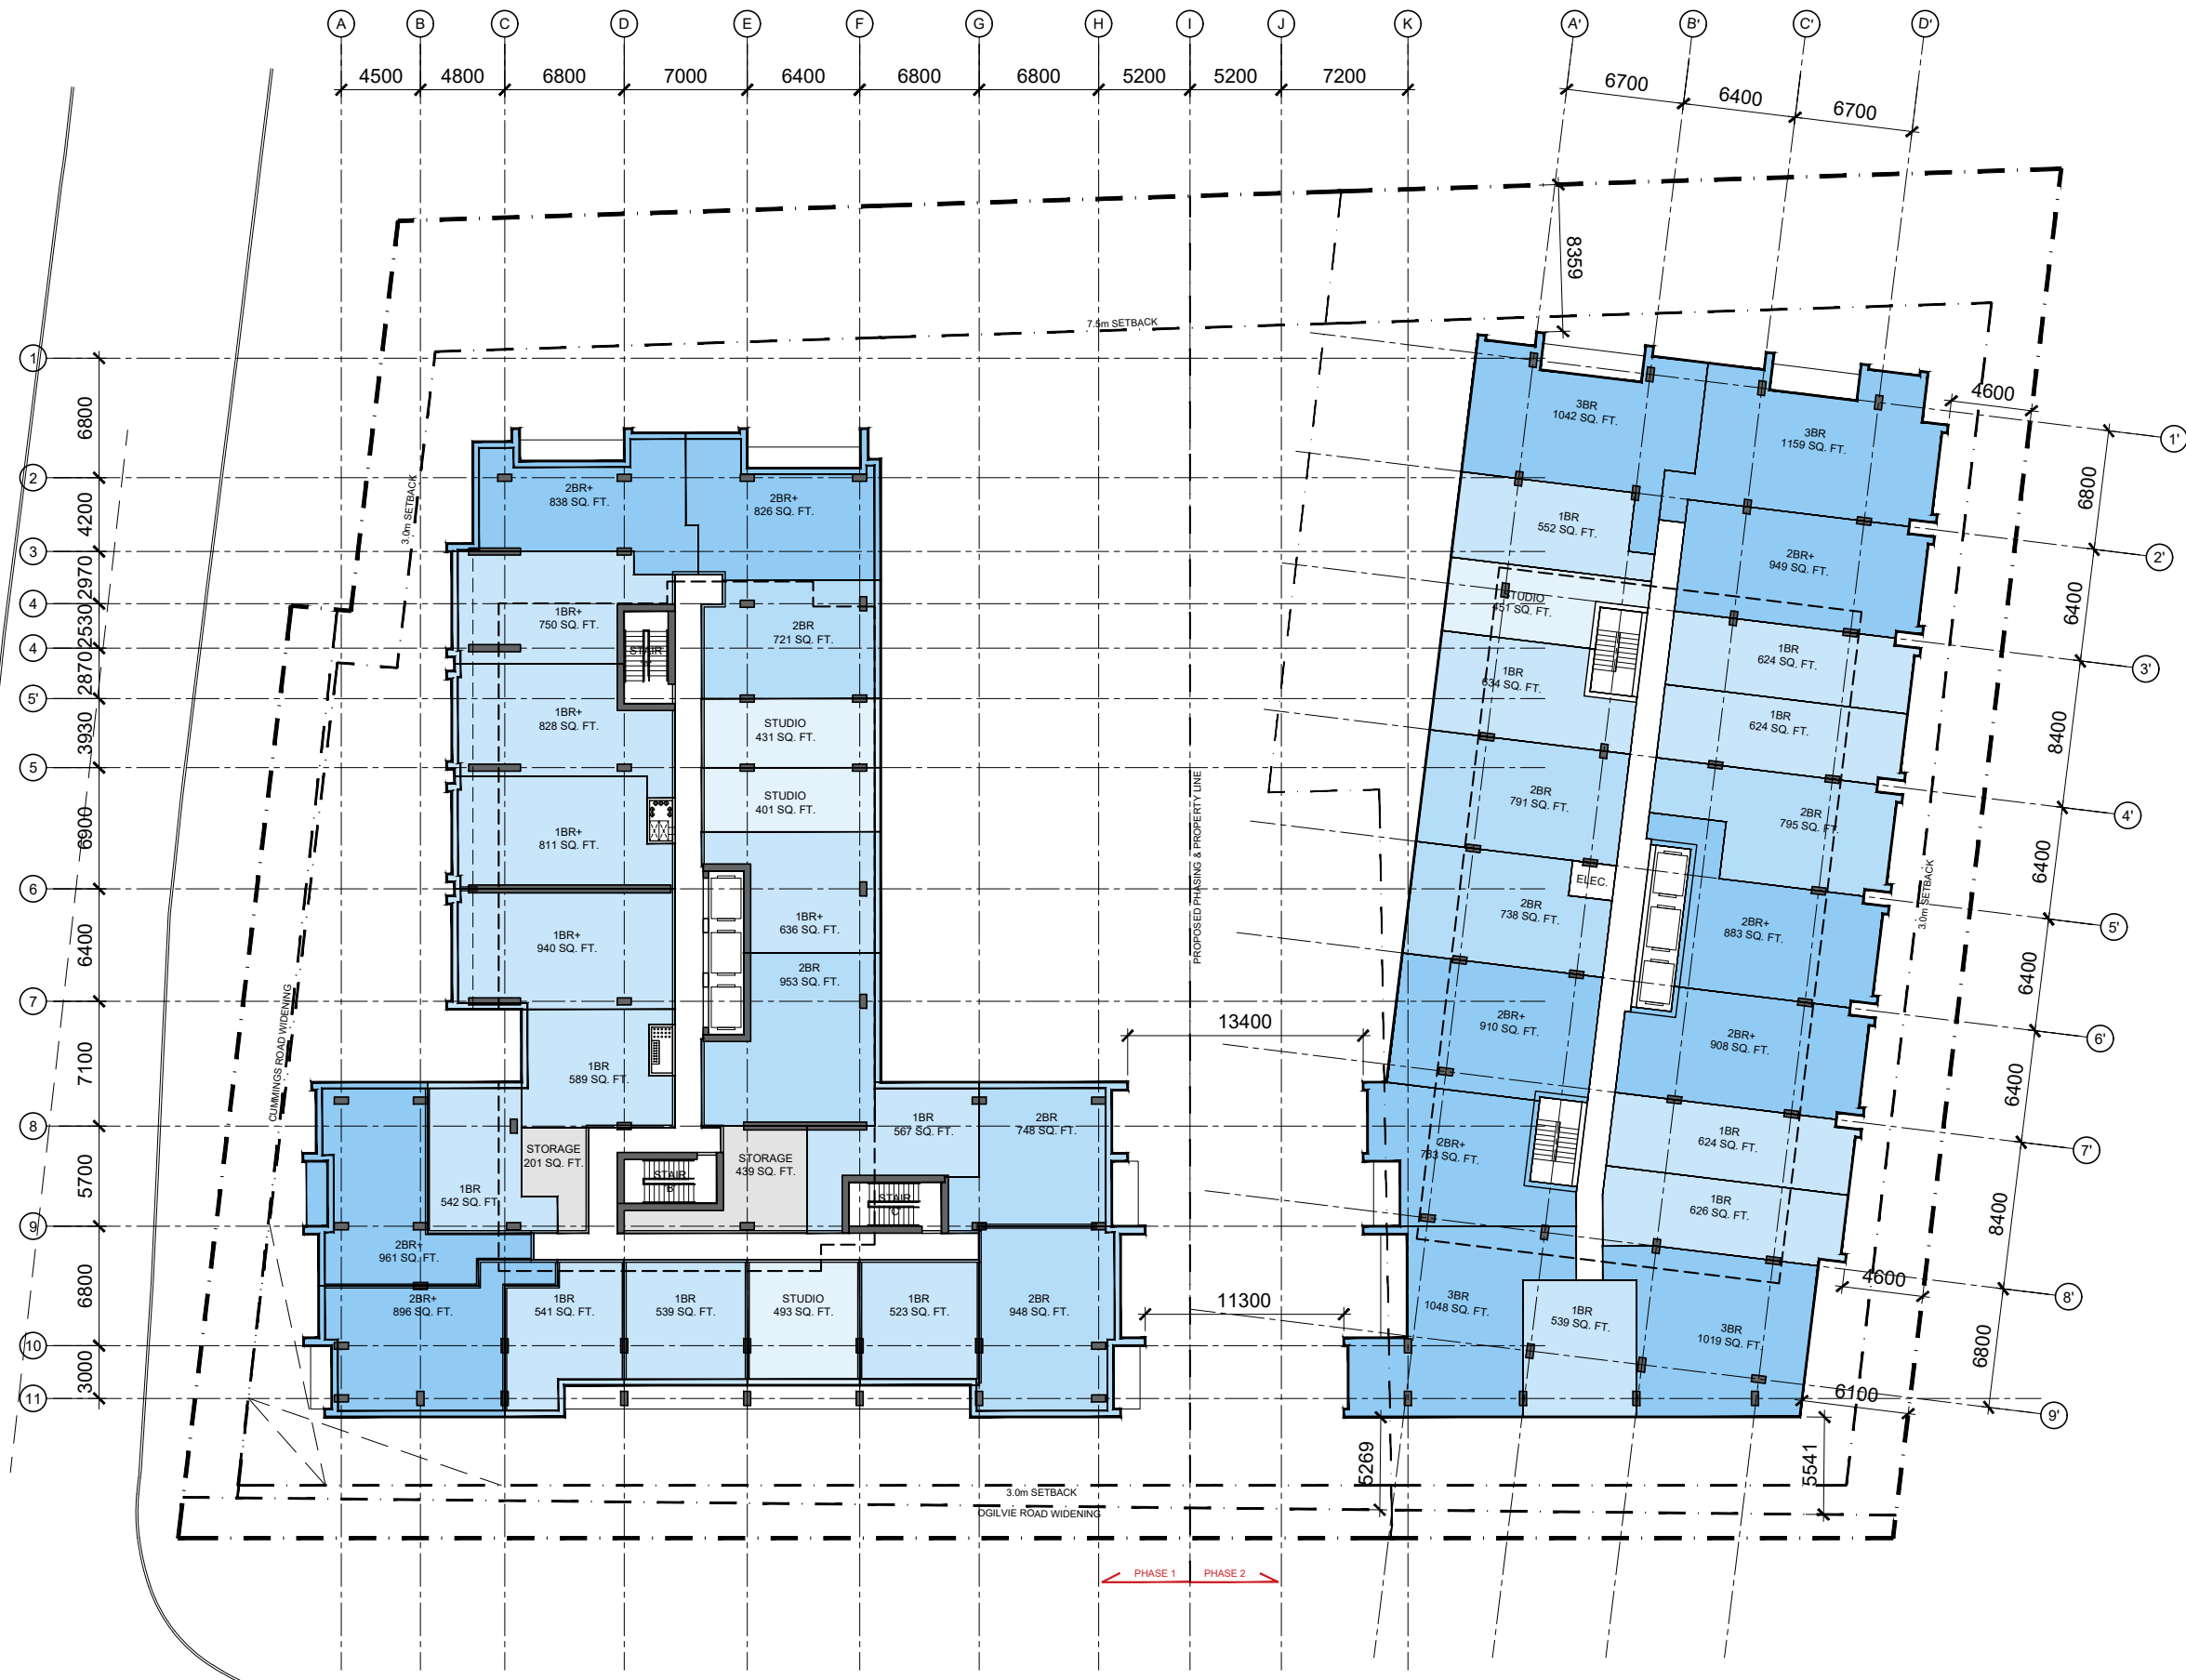 A B C D E F G H I J K A' B' C' D'
4500 4800 6800 7000 6400 6800 6800 5200 5200 7200
6700 6400 6700
8359
7.5m SETBACK
1
2
3
4
4
5'
5
6
7
8
9
10
11
6800
4200
2970
2530
2870
3930
6900
6400
7100
5700
6800
3000
3.0m SETBACK
CUMMINGS ROAD WIDENING
2BR+
838 SQ. FT.
2BR+
826 SQ. FT.
1BR+
750 SQ. FT.
STAIR
2BR
721 SQ. FT.
1BR+
828 SQ. FT.
STUDIO
431 SQ. FT.
STUDIO
401 SQ. FT.
1BR+
811 SQ. FT.
1BR+
636 SQ. FT.
1BR+
940 SQ. FT.
2BR
953 SQ. FT.
1BR
589 SQ. FT.
1BR
567 SQ. FT.
2BR
748 SQ. FT.
STORAGE
201 SQ. FT.
STORAGE
439 SQ. FT.
STAIR
'B'
STAIR
'C'
1BR
542 SQ. FT
2BR+
961 SQ. FT.
2BR+
896 SQ. FT.
1BR
541 SQ. FT.
1BR
539 SQ. FT.
STUDIO
493 SQ. FT.
1BR
523 SQ. FT.
2BR
948 SQ. FT.
PROPOSED PHASING & PROPERTY LINE
13400
11300
3BR
1042 SQ. FT.
3BR
1159 SQ. FT.
1BR
552 SQ. FT.
2BR+
949 SQ. FT.
STUDIO
451 SQ. FT.
1BR
624 SQ. FT.
1BR
634 SQ. FT.
1BR
624 SQ. FT.
2BR
791 SQ. FT.
2BR
795 SQ. FT.
ELEC.
2BR
738 SQ. FT.
2BR+
883 SQ. FT.
2BR+
910 SQ. FT.
2BR+
908 SQ. FT.
2BR+
783 SQ. FT.
1BR
624 SQ. FT.
1BR
626 SQ. FT.
3BR
1048 SQ. FT.
1BR
539 SQ. FT.
3BR
1019 SQ. FT.
4600
3.0m SETBACK
4600
6100
5269
5541
6800
6400
8400
6400
6400
6400
8400
6800
1'
2'
3'
4'
5'
6'
7'
8'
9'
3.0m SETBACK
OGILVIE ROAD WIDENING
PHASE 1 PHASE 2